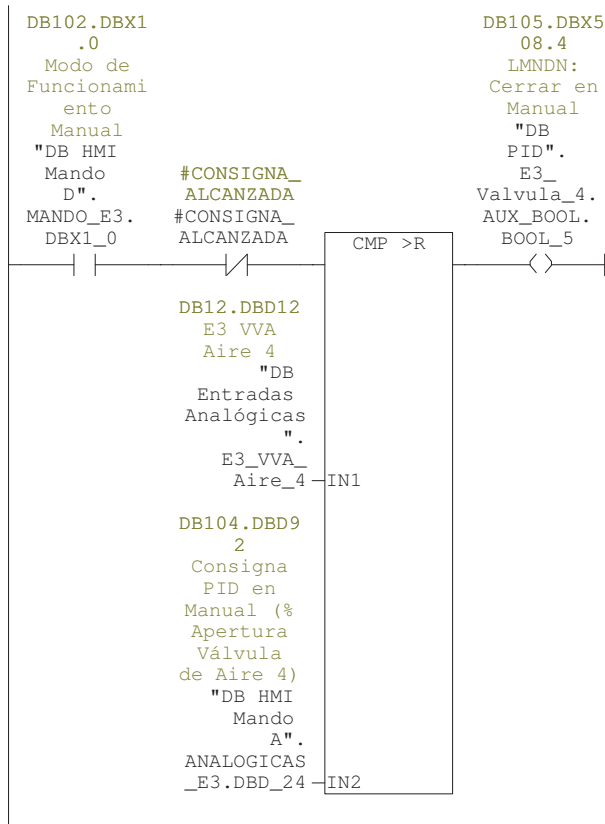 DB102.DBX1
.0
Modo de
Funcionami
ento
Manual
"DB HMI
Mando
D".
MANDO_E3.
DBX1_0
#CONSIGNA_
ALCANZADA
#CONSIGNA_
ALCANZADA
CMP >R
DB105.DBX5
08.4
LMNDN:
Cerrar en
Manual
"DB
PID".
E3_
Valvula_4.
AUX_BOOL.
BOOL_5
DB12.DBD12
E3 VVA
Aire 4
"DB
Entradas
Analógicas
".
E3_VVA_
Aire_4
IN1
DB104.DBD9
2
Consigna
PID en
Manual (%
Apertura
Válvula
de Aire 4)
"DB HMI
Mando
A".
ANALOGICAS
_E3.DBD_24
IN2